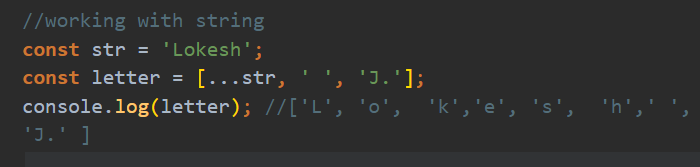 //working with string
const str = 'Lokesh';
const letter = [...str, ' ', 'J.'];
console.log(letter); //['L', 'o',  'k','e', 's',  'h',' ',
'J.' ]